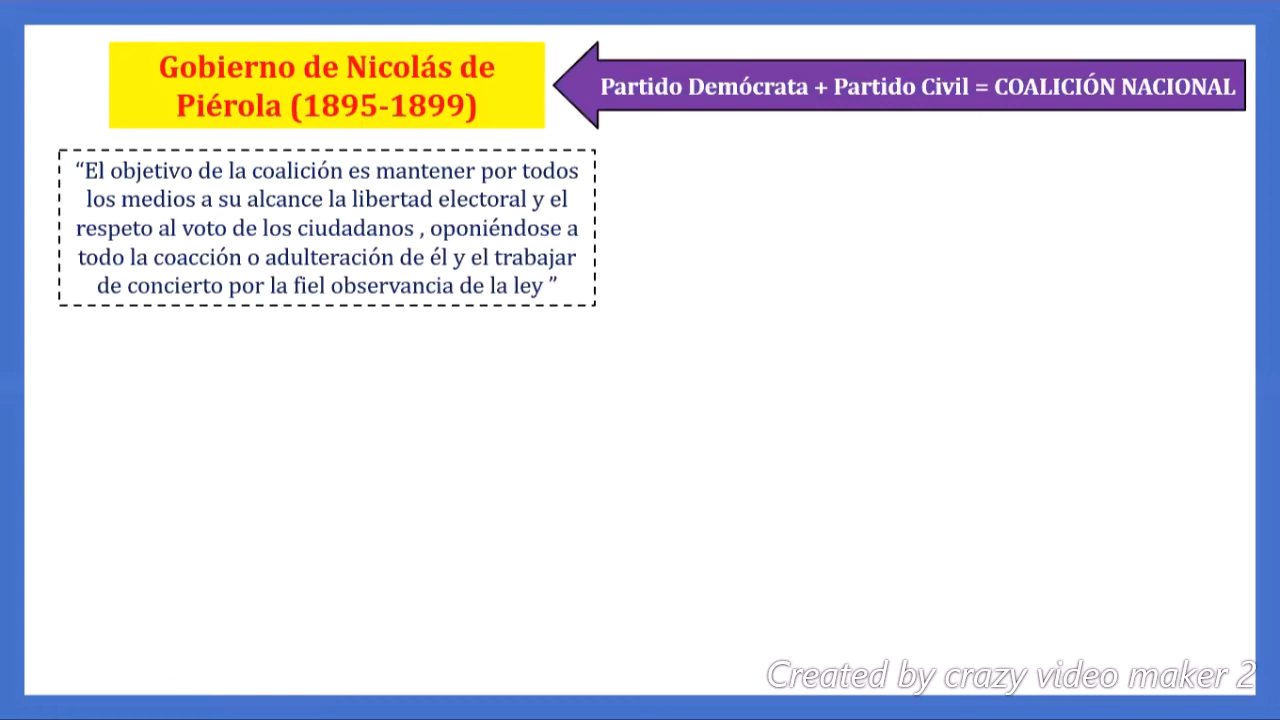 Gobierno de Nicolás de
Piérola (1895-1899)
Partido Demócrata + Partido Civil = COALICIÓN NACIONAL
“El objetivo de la coalición es mantener por todos
los medios a su alcance la libertad electoral y el
respeto al voto de los ciudadanos , oponiéndose a
todo la coacción o adulteración de él y el trabajar
de concierto por la fiel observancia de la ley ”
Created by crazy video maker 2